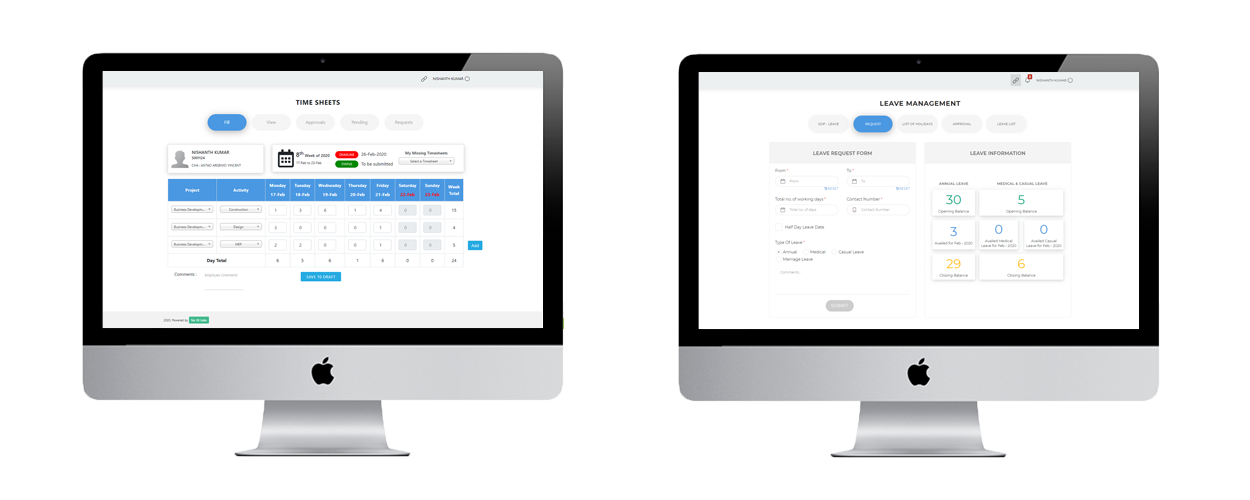 NISHANTH KUMAR
TIME SHEETS
Fill View Approvals Pending Requests
NISHANTH KUMAR
8th Week of 2020 DEADLINE 26-Feb-2020
17-Feb to 23-Feb STATUS To be submitted
My Missing Timesheets
Select a Timesheet
Project Activity Monday 17-Feb Tuesday 18-Feb Wednesday 19-Feb Thursday 20-Feb Friday 21-Feb Saturday 22-Feb Sunday 23-Feb Week Total
Business Developm... Construction 1 3 6 1 4 0 0 15
Business Developm... Design 3 0 0 0 1 0 0 4
Business Developm... MEP 2 2 0 0 1 0 0 5 Add
Day Total 6 5 6 1 6 0 0 24
Comments : Employee Comments
SAVE TO DRAFT
2020, Powered by
NISHANTH KUMAR
LEAVE MANAGEMENT
REQUEST LIST OF HOLIDAYS APPROVAL LEAVE LIST
LEAVE REQUEST FORM
From * To *
From To
RESET RESET
Total no. of working days * Contact Number *
Total no of days Contact Number
Half Day Leave Date
Type Of Leave *
Annual Medical Casual Leave
Marriage Leave
Comments
SUBMIT
LEAVE INFORMATION
ANNUAL LEAVE MEDICAL & CASUAL LEAVE
30 5
Opening Balance Opening Balance
3 0 0
Availed for Feb - 2020 Availed Medical Leave for Feb - 2020 Availed Casual Leave for Feb - 2020
29 6
Closing Balance Closing Balance